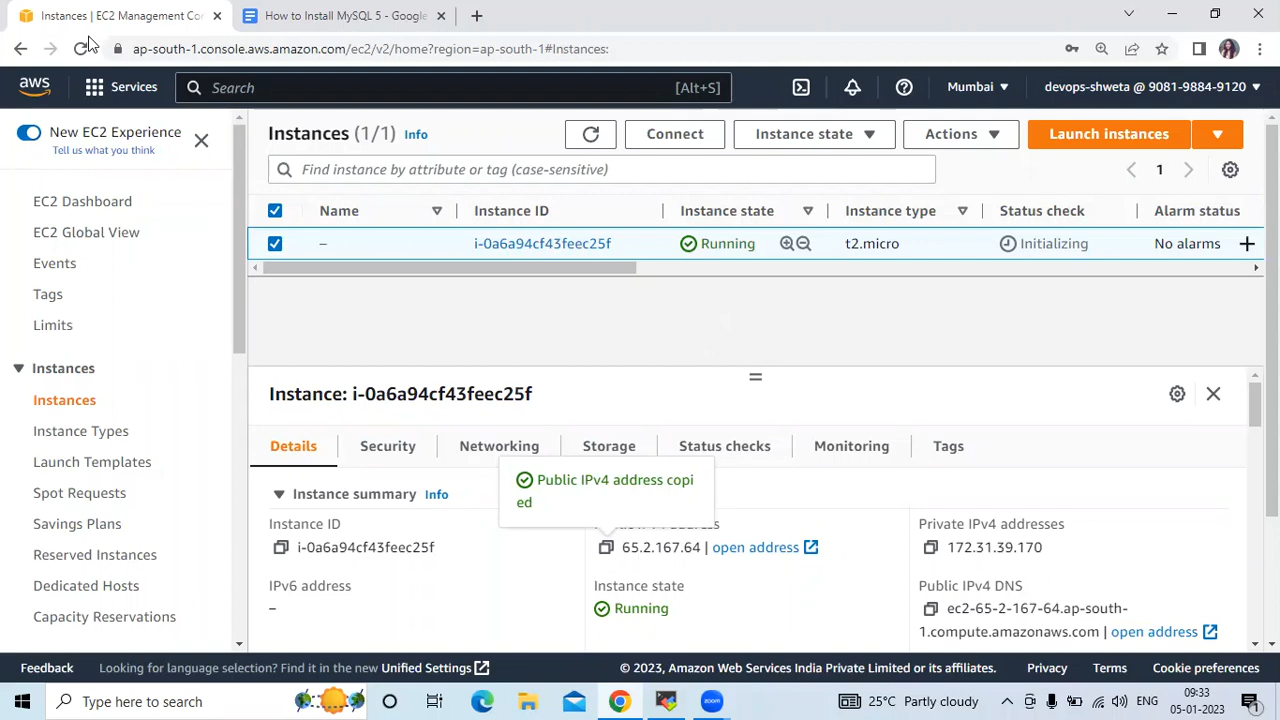 Instances | EC2 Management Con
How to Install MySQL 5 - Google
ap-south-1.console.aws.amazon.com/ec2/v2/home?region=ap-south-1#Instances:
aws
Services
Search
[Alt+S]
Mumbai
devops-shweta @ 9081-9884-9120
New EC2 Experience
Tell us what you think
EC2 Dashboard
EC2 Global View
Events
Tags
Limits
Instances
Instances
Instance Types
Launch Templates
Spot Requests
Savings Plans
Reserved Instances
Dedicated Hosts
Capacity Reservations
Instances (1/1) Info
Connect
Instance state
Actions
Launch instances
Find instance by attribute or tag (case-sensitive)
1
Name
Instance ID
Instance state
Instance type
Status check
Alarm status
–
i-0a6a94cf43feec25f
Running
t2.micro
Initializing
No alarms
Instance: i-0a6a94cf43feec25f
Details
Security
Networking
Storage
Status checks
Monitoring
Tags
Public IPv4 address copi
ed
Instance summary Info
Instance ID
i-0a6a94cf43feec25f
65.2.167.64 | open address
Private IPv4 addresses
172.31.39.170
IPv6 address
–
Instance state
Running
Public IPv4 DNS
ec2-65-2-167-64.ap-south-
1.compute.amazonaws.com | open address
Feedback
Looking for language selection? Find it in the new Unified Settings
© 2023, Amazon Web Services India Private Limited or its affiliates.
Privacy
Terms
Cookie preferences
Type here to search
25°C Partly cloudy
ENG
09:33
05-01-2023
1